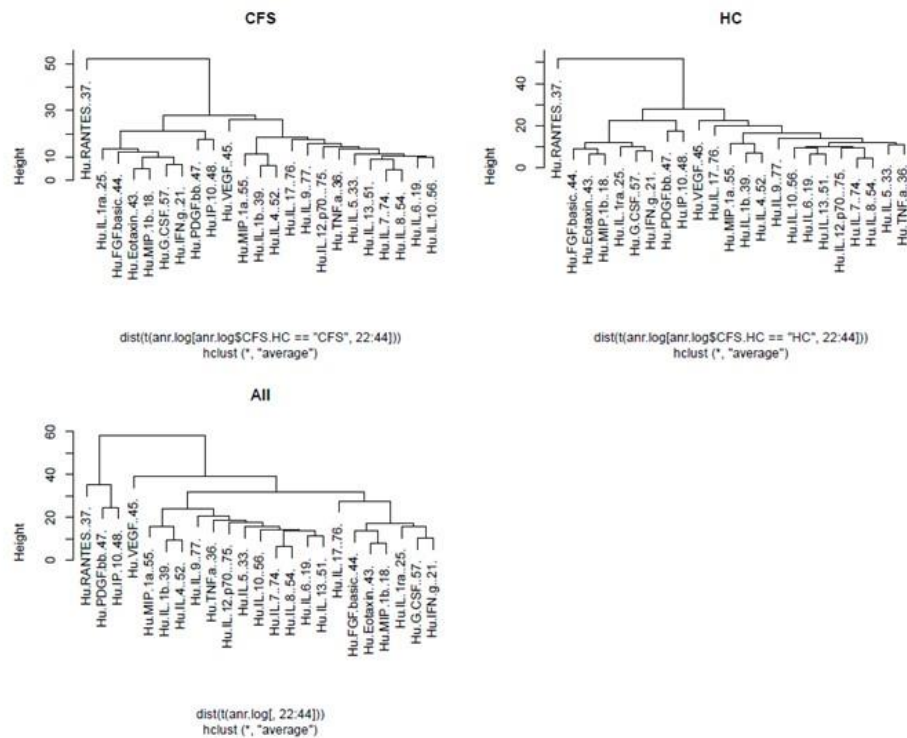 CFS
Height
0
10
30
50
Hu.RANTES..37.
Hu.IL.1ra..25.
Hu.FGF.basic..44.
Hu.Eotaxin..43.
Hu.MIP.1b..18.
Hu.G.CSF..57.
Hu.IFN.g..21.
Hu.PDGF.bb..47.
Hu.IP.10..48.
Hu.VEGF..45.
Hu.MIP.1a..55.
Hu.IL.1b..39.
Hu.IL.4..52.
Hu.IL.17..76.
Hu.IL.9..77.
Hu.IL.12.p70...75.
Hu.TNF.a..36.
Hu.IL.5..33.
Hu.IL.13..51.
Hu.IL.7..74.
Hu.IL.8..54.
Hu.IL.6..19.
Hu.IL.10..56.
dist(t(anr.log[anr.log$CFS.HC == "CFS", 22:44]))
hclust (*, "average")
HC
Height
0
20
40
Hu.RANTES..37.
Hu.FGF.basic..44.
Hu.Eotaxin..43.
Hu.MIP.1b..18.
Hu.IL.1ra..25.
Hu.G.CSF..57.
Hu.IFN.g..21.
Hu.PDGF.bb..47.
Hu.IP.10..48.
Hu.VEGF..45.
Hu.IL.17..76.
Hu.MIP.1a..55.
Hu.IL.1b..39.
Hu.IL.4..52.
Hu.IL.9..77.
Hu.IL.10..56.
Hu.IL.6..19.
Hu.IL.13..51.
Hu.IL.12.p70...75.
Hu.IL.7..74.
Hu.IL.8..54.
Hu.IL.5..33.
Hu.TNF.a..36.
dist(t(anr.log[anr.log$CFS.HC == "HC", 22:44]))
hclust (*, "average")
All
Height
0
20
40
60
Hu.RANTES..37.
Hu.PDGF.bb..47.
Hu.IP.10..48.
Hu.VEGF..45.
Hu.MIP.1a..55.
Hu.IL.1b..39.
Hu.IL.4..52.
Hu.IL.9..77.
Hu.TNF.a..36.
Hu.IL.12.p70...75.
Hu.IL.5..33.
Hu.IL.10..56.
Hu.IL.7..74.
Hu.IL.8..54.
Hu.IL.6..19.
Hu.IL.13..51.
Hu.IL.17..76.
Hu.FGF.basic..44.
Hu.Eotaxin..43.
Hu.MIP.1b..18.
Hu.IL.1ra..25.
Hu.G.CSF..57.
Hu.IFN.g..21.
dist(t(anr.log[, 22:44]))
hclust (*, "average")